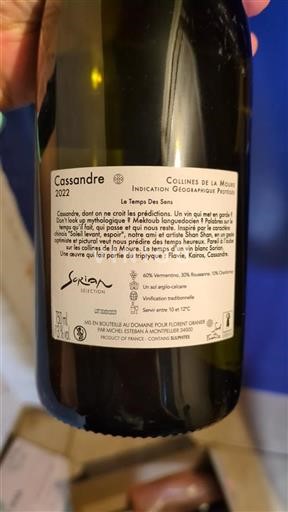 Cassandre
2022
COLLINES DE LA MOURE
INDICATION GÉOGRAPHIQUE PROTÉGÉE
Le Temps Des Sens
Cassandre, dont on ne croit les prédictions. Un vin qui met en garde !
Don't look up mythologique ? Mektoub languedocien ? Palabres sur le
temps qu'il fait, qui passe et qui nous reste. Inspiré par le caractère
chinois "Soleil levant, espoir", notre ami et artiste Shan Shan, en un geste
optimiste et pictural veut nous prédire des temps heureux. Pareil à l'aube
sur les collines de la Moure. Le temps d'un vin blanc Sorian.
Une œuvre qui fait partie du triptyque : Flavie, Kairos, Cassandre.
Sorian
SÉLECTION
60% Vermentino, 30% Roussanne, 10% Chardonnay
Un sol argilo-calcaire
Vinification traditionnelle
Servir entre 10 et 12°C
750 mL
13 % vol.
MIS EN BOUTEILLE AU DOMAINE POUR FLORENT GRANIER
PAR MICHEL ESTEBAN À MONTPELLIER 34000
PRODUCT OF FRANCE - CONTAINS SULPHITES